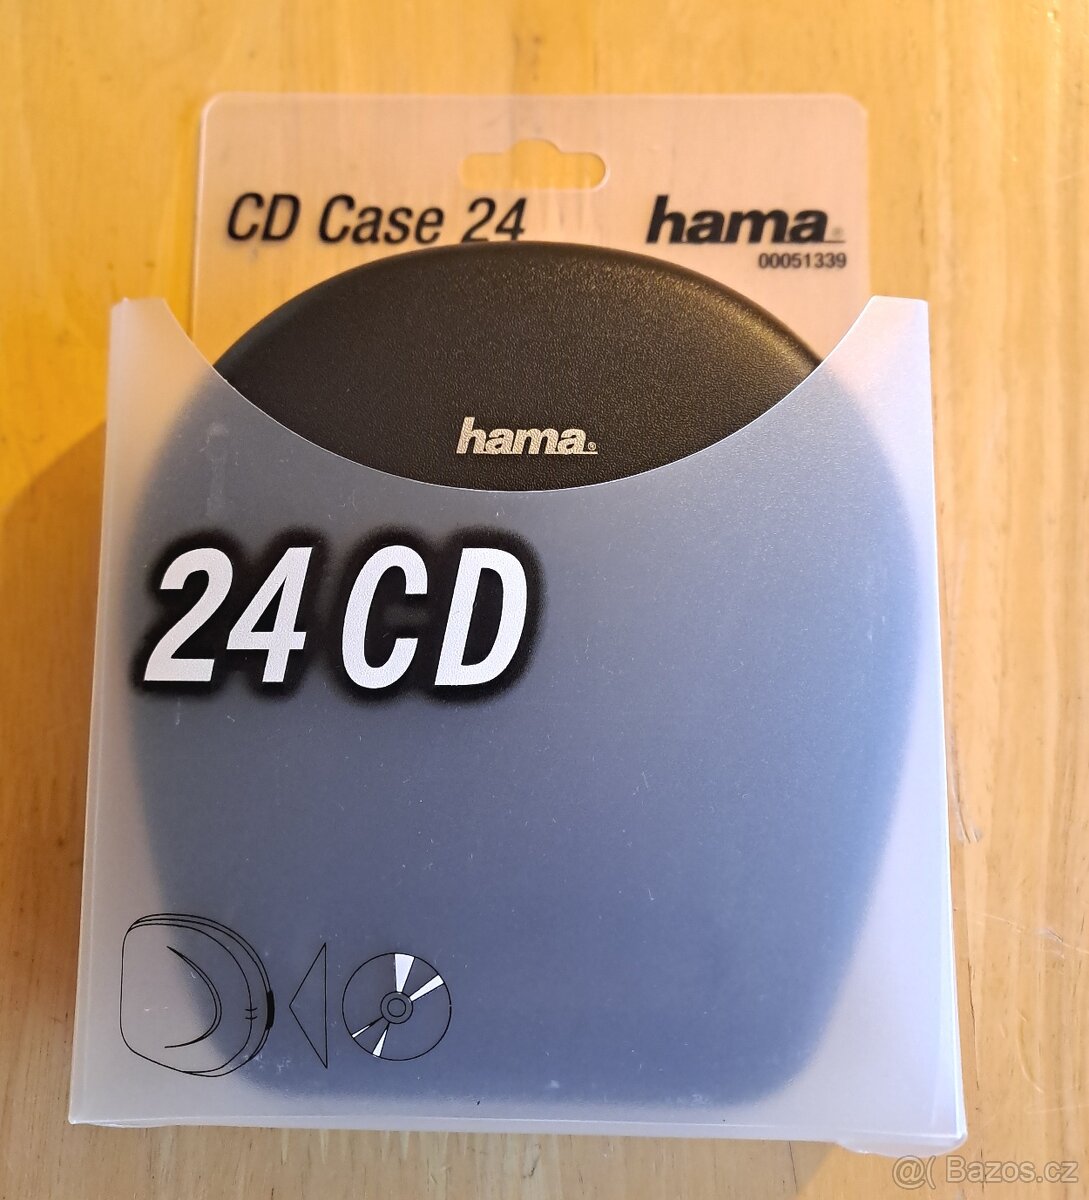 CD Case 24
hama®
00051339
hama®
24 CD
@( Bazos.cz